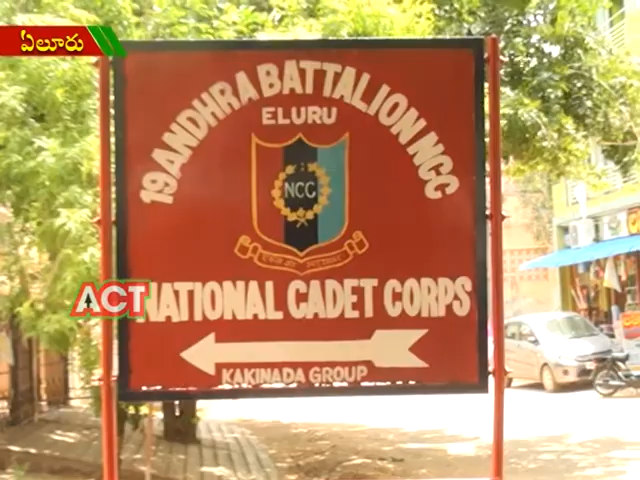 ఏలూరు
19 ANDHRA BATTALION NCC
ELURU
NCC
NATIONAL CADET CORPS
KAKINADA GROUP
ACT